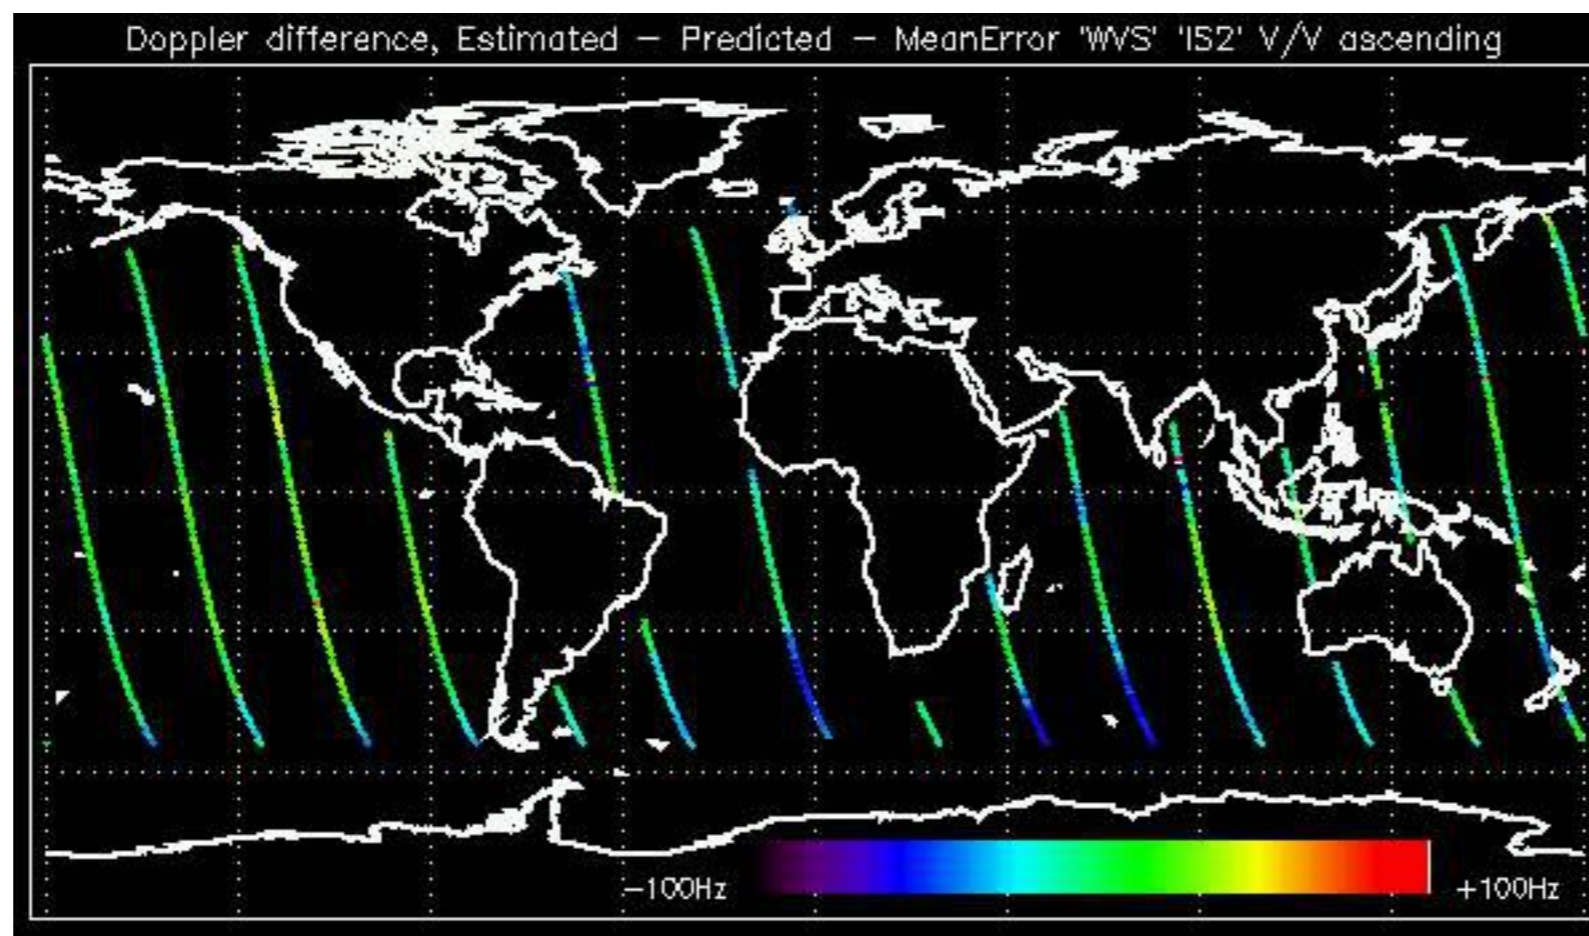 Doppler difference, Estimated – Predicted – MeanError 'WVS' 'IS2' V/V ascending
–100Hz
+100Hz